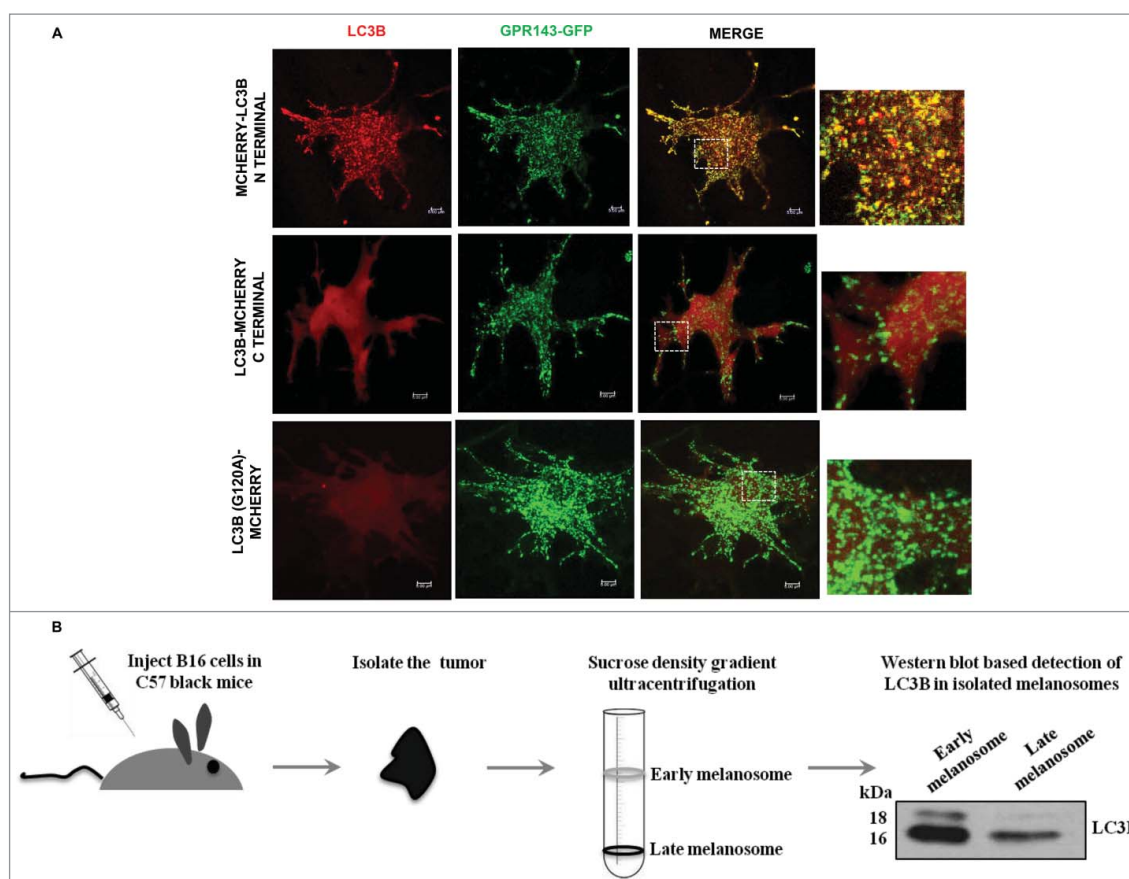 A
LC3B
GPR143-GFP
MERGE
MCHERRY-LC3B
N TERMINAL
LC3B-MCHERRY
C TERMINAL
LC3B (G120A)-
MCHERRY
B
Inject B16 cells in
C57 black mice
Isolate the tumor
Sucrose density gradient
ultracentrifugation
Early melanosome
Late melanosome
Western blot based detection of
LC3B in isolated melanosomes
Early
melanosome
Late
melanosome
kDa
18
16